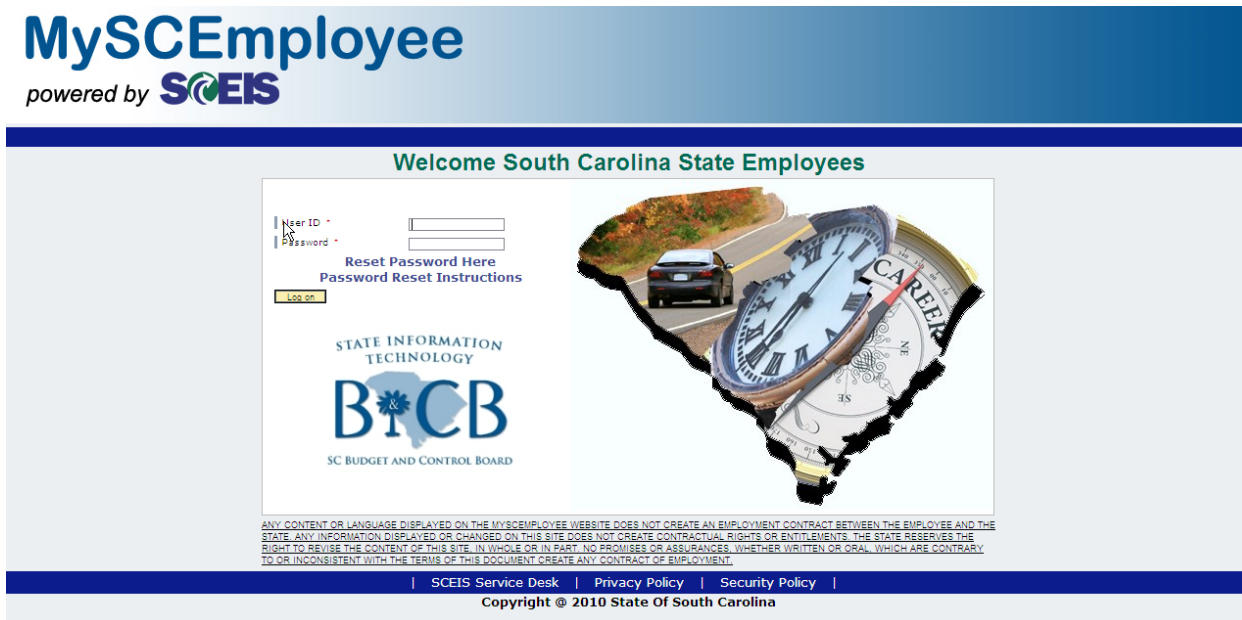 MySCEmployee
powered by SCEIS
Welcome South Carolina State Employees
User ID *
Password *
Reset Password Here
Password Reset Instructions
Log on
STATE INFORMATION
TECHNOLOGY
B&CB
SC BUDGET AND CONTROL BOARD
CAREER
NE
SE
ANY CONTENT OR LANGUAGE DISPLAYED ON THE MYSCEMPLOYEE WEBSITE DOES NOT CREATE AN EMPLOYMENT CONTRACT BETWEEN THE EMPLOYEE AND THE
STATE. ANY INFORMATION DISPLAYED OR CHANGED ON THIS SITE DOES NOT CREATE CONTRACTUAL RIGHTS OR ENTITLEMENTS. THE STATE RESERVES THE
RIGHT TO REVISE THE CONTENT OF THIS SITE, IN WHOLE OR IN PART. NO PROMISES OR ASSURANCES, WHETHER WRITTEN OR ORAL, WHICH ARE CONTRARY
TO OR INCONSISTENT WITH THE TERMS OF THIS DOCUMENT CREATE ANY CONTRACT OF EMPLOYMENT.
| SCEIS Service Desk | Privacy Policy | Security Policy |
Copyright @ 2010 State Of South Carolina